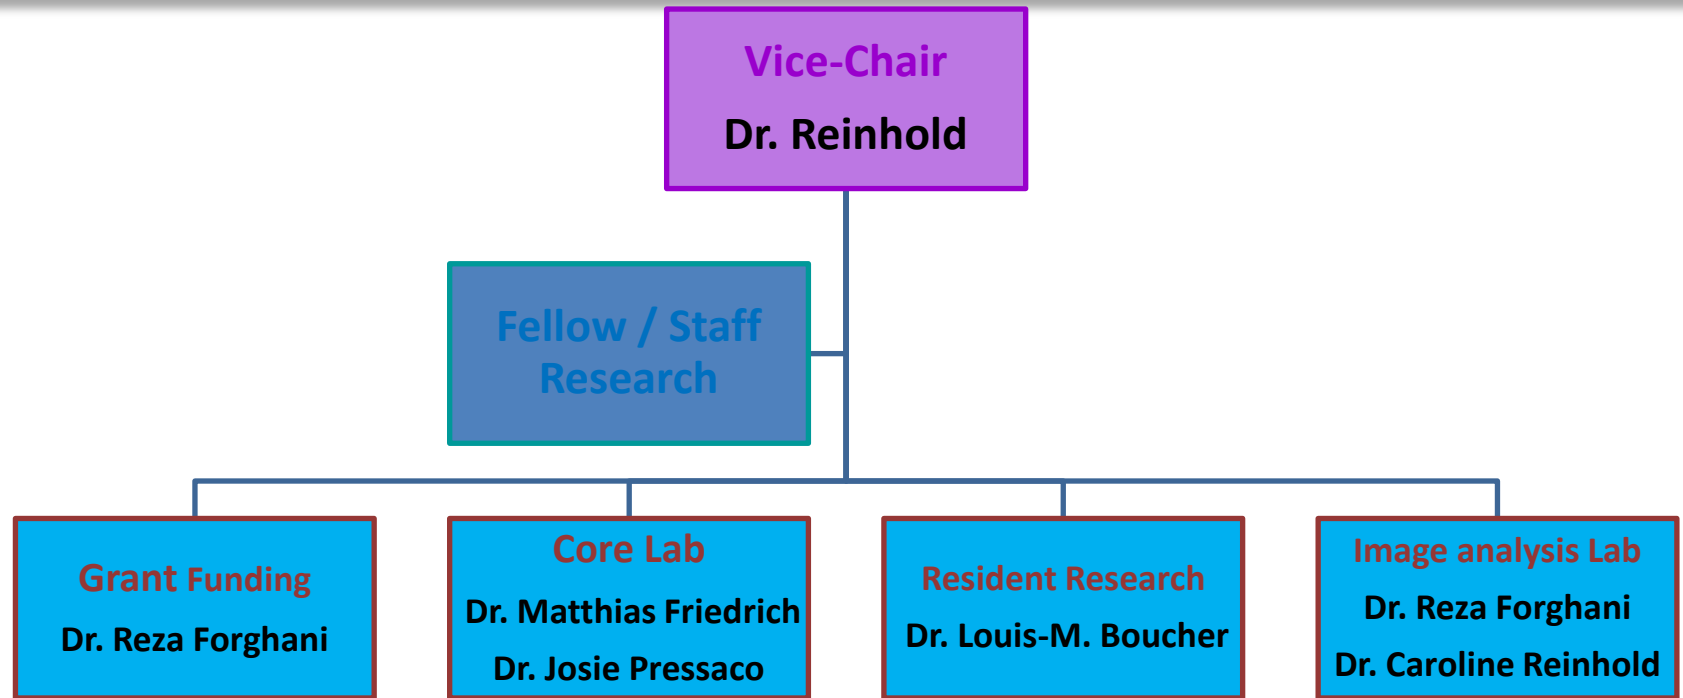 Vice-Chair
Dr. Reinhold
Fellow / Staff
Research
Grant Funding
Dr. Reza Forghani
Core Lab
Dr. Matthias Friedrich
Dr. Josie Pressaco
Resident Research
Dr. Louis-M. Boucher
Image analysis Lab
Dr. Reza Forghani
Dr. Caroline Reinhold